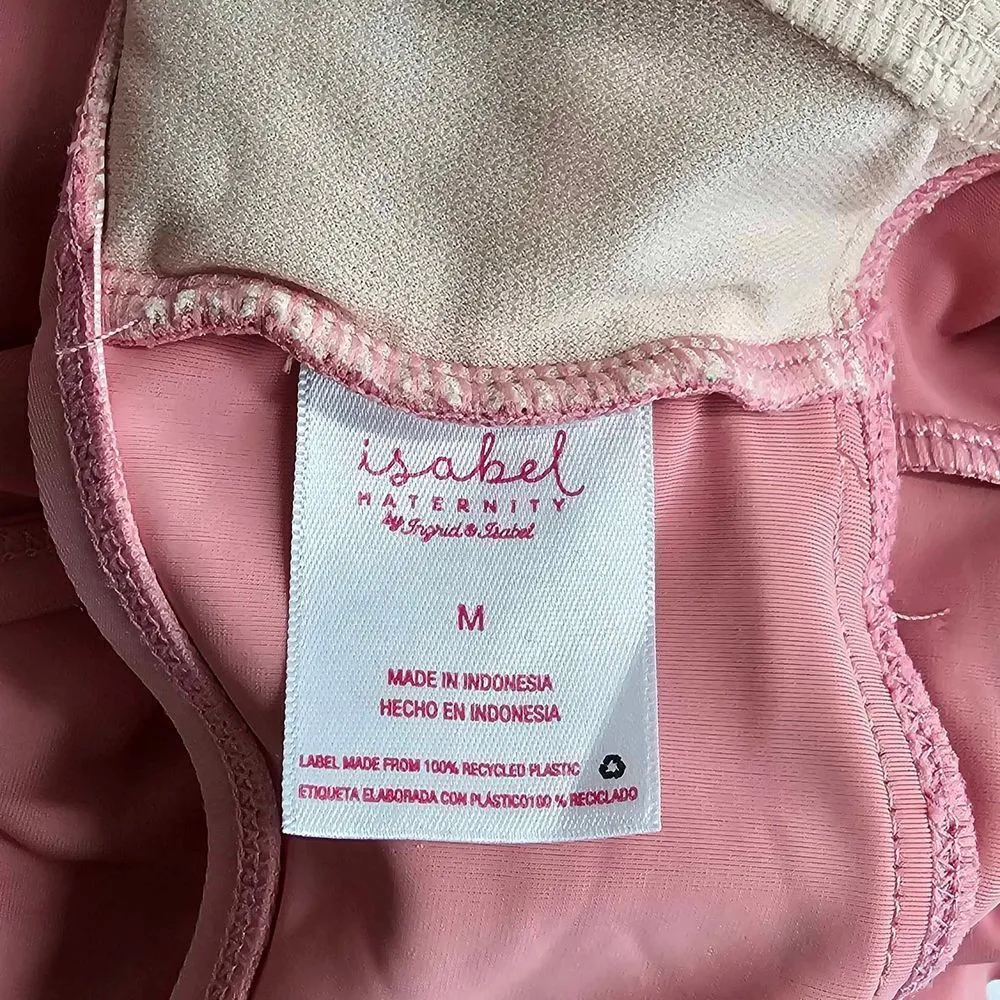 isabel
MATERNITY
by Ingrid & Isabel
M
MADE IN INDONESIA
HECHO EN INDONESIA
LABEL MADE FROM 100% RECYCLED PLASTIC
ETIQUETA ELABORADA CON PLÁSTICO100 % RECICLADO